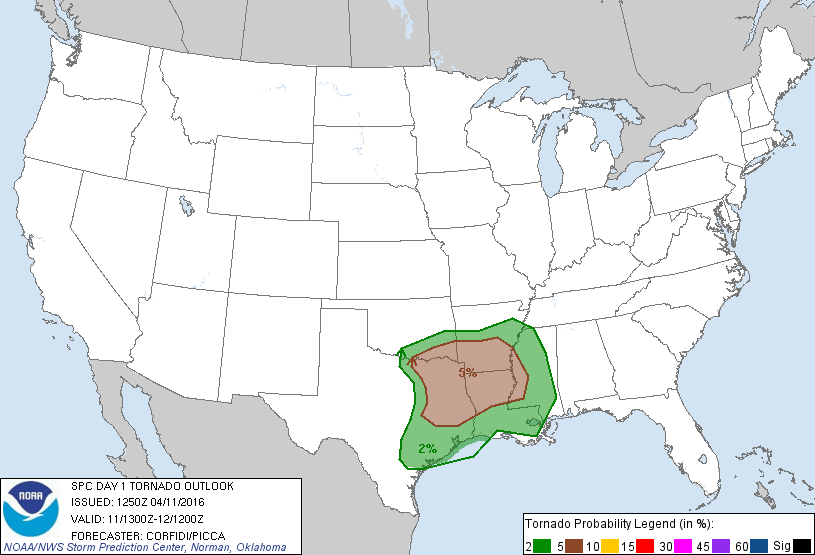 5%
2%
NOAA
SPC DAY 1 TORNADO OUTLOOK
ISSUED: 1250Z 04/11/2016
VALID: 11/1300Z-12/1200Z
FORECASTER: CORFIDI/PICCA
NOAA/NWS Storm Prediction Center, Norman, Oklahoma
Tornado Probability Legend (in %):
2 5 10 15 30 45 60 Sig